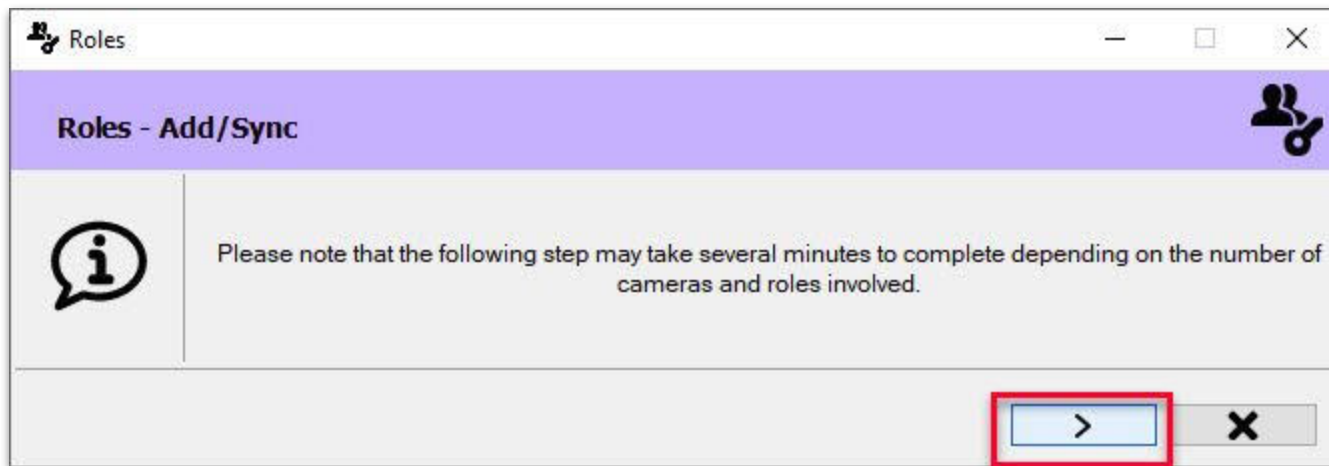 Roles
Roles - Add/Sync
Please note that the following step may take several minutes to complete depending on the number of
cameras and roles involved.